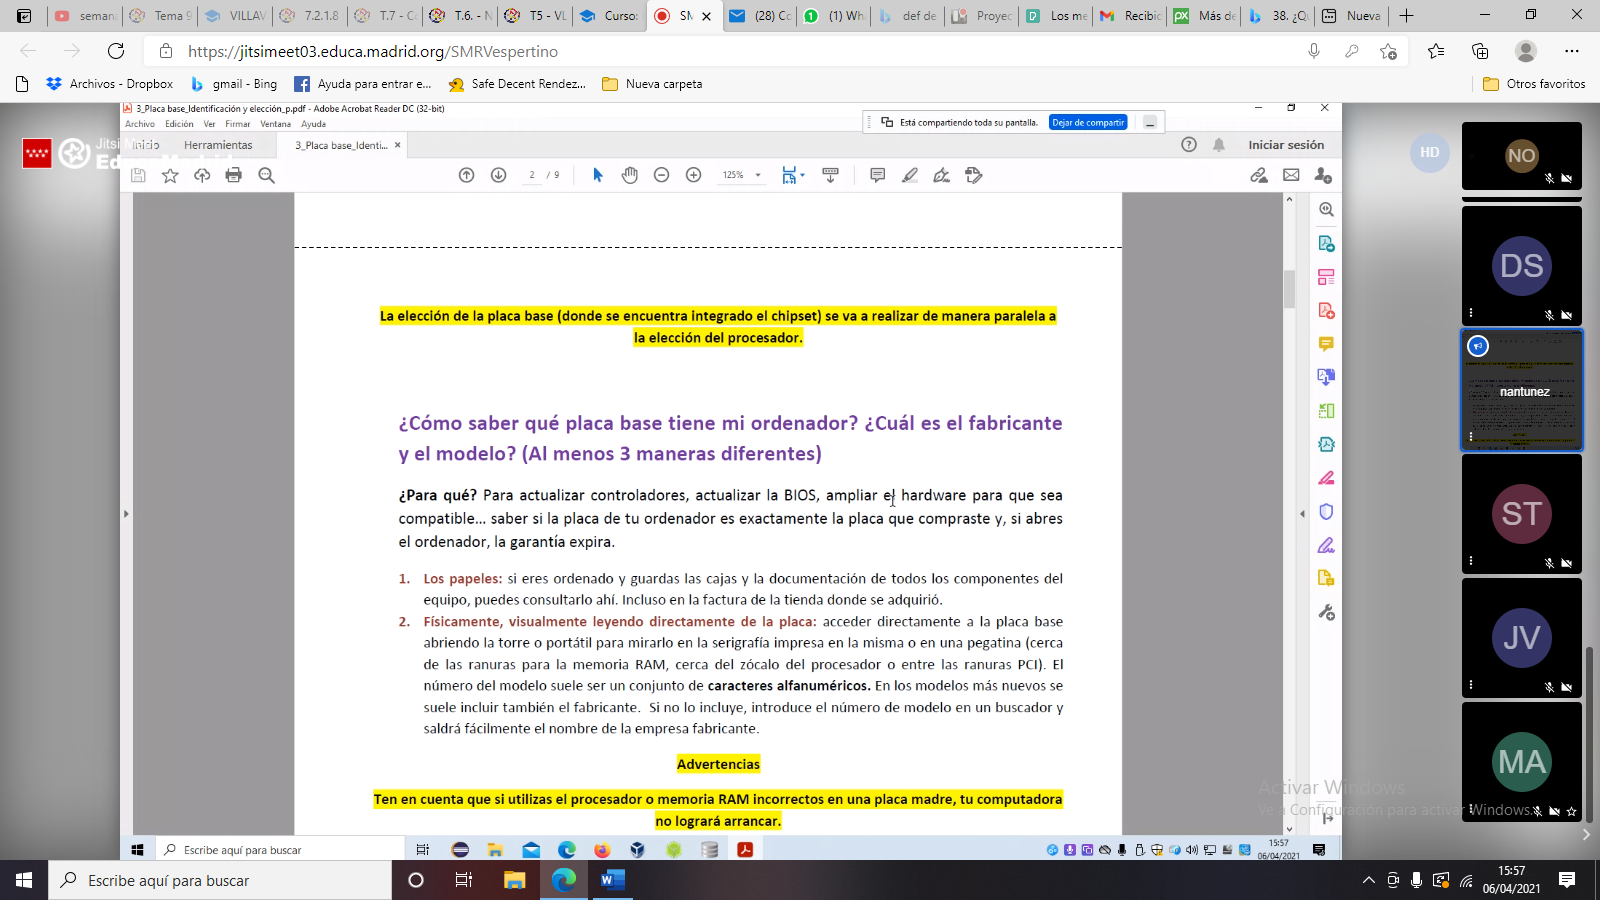 semana
Tema 9
VILLAV
7.2.1.8
T.7 - Co
T.6. - N
T5 - VL
Curso:
SM
(28) Co
(1) Wh
def de
Proyec
Los me
Recibid
Más de
38. ¿Qu
Nueva
https://jitsimeet03.educa.madrid.org/SMRVespertino
Archivos - Dropbox
gmail - Bing
Ayuda para entrar e...
Safe Decent Rendez...
Nueva carpeta
Otros favoritos
3_Placa base_Identificación y elección_p.pdf - Adobe Acrobat Reader DC (32-bit)
Archivo Edición Ver Firmar Ventana Ayuda
Está compartiendo toda su pantalla. Dejar de compartir
Jitsi Meet
Herramientas
3_Placa base_Identi... ×
Iniciar sesión
2 / 9
125%
La elección de la placa base (donde se encuentra integrado el chipset) se va a realizar de manera paralela a
la elección del procesador.
¿Cómo saber qué placa base tiene mi ordenador? ¿Cuál es el fabricante
y el modelo? (Al menos 3 maneras diferentes)
¿Para qué? Para actualizar controladores, actualizar la BIOS, ampliar el hardware para que sea
compatible... saber si la placa de tu ordenador es exactamente la placa que compraste y, si abres
el ordenador, la garantía expira.
1. Los papeles: si eres ordenado y guardas las cajas y la documentación de todos los componentes del
equipo, puedes consultarlo ahí. Incluso en la factura de la tienda donde se adquirió.
2. Físicamente, visualmente leyendo directamente de la placa: acceder directamente a la placa base
abriendo la torre o portátil para mirarlo en la serigrafía impresa en la misma o en una pegatina (cerca
de las ranuras para la memoria RAM, cerca del zócalo del procesador o entre las ranuras PCI). El
número del modelo suele ser un conjunto de caracteres alfanuméricos. En los modelos más nuevos se
suele incluir también el fabricante. Si no lo incluye, introduce el número de modelo en un buscador y
saldrá fácilmente el nombre de la empresa fabricante.
Advertencias
Ten en cuenta que si utilizas el procesador o memoria RAM incorrectos en una placa madre, tu computadora
no logrará arrancar.
HD
NO
DS
nantunez
ST
JV
MA
Activar Windows
Ve a Configuración para activar Windows.
Escribe aquí para buscar
15:57
06/04/2021
Escribe aquí para buscar
15:57
06/04/2021